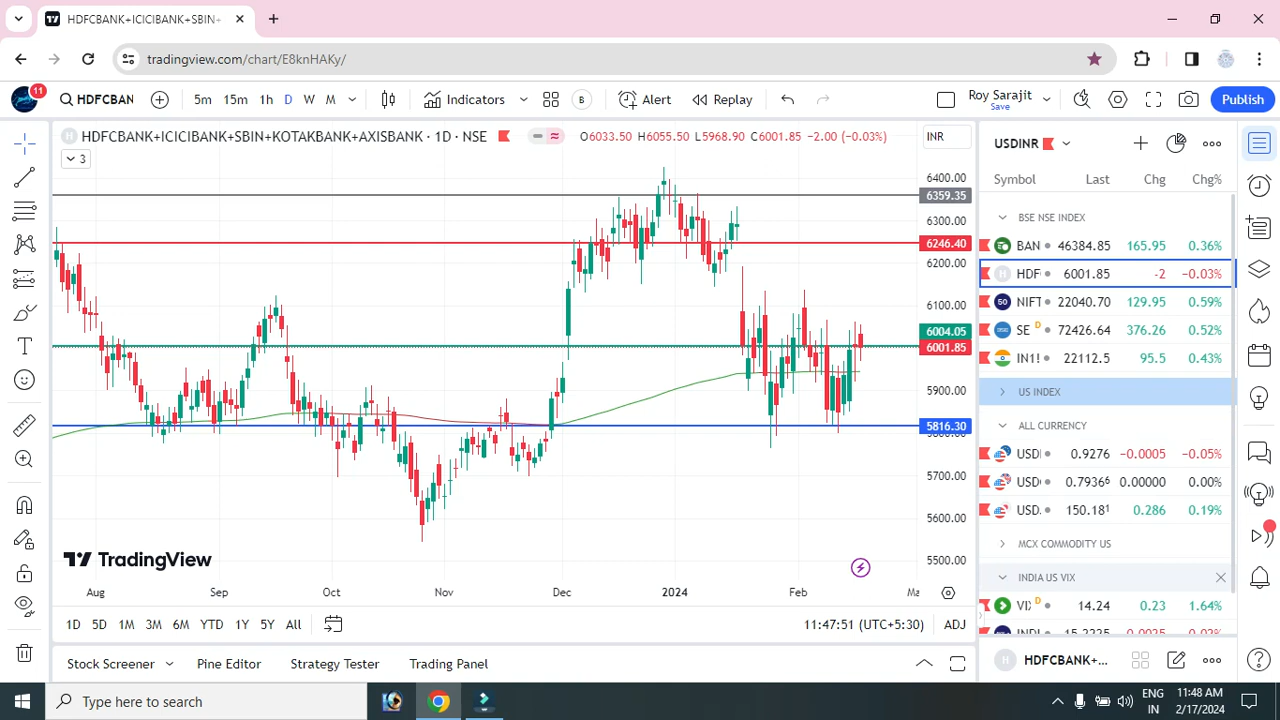 HDFCBANK+ICICIBANK+SBIN+
tradingview.com/chart/E8knHAKy/
11
HDFCBAN
5m 15m 1h D W M
Indicators
B
Alert
Replay
Roy Sarajit
Save
Publish
HDFCBANK+ICICIBANK+SBIN+KOTAKBANK+AXISBANK · 1D · NSE
O6033.50 H6055.50 L5968.90 C6001.85 −2.00 (−0.03%)
INR
3
6400.00
6359.35
6300.00
6246.40
6200.00
6100.00
6004.05
6001.85
5900.00
5816.30
5800.00
5700.00
5600.00
5500.00
TradingView
Aug Sep Oct Nov Dec 2024 Feb Ma
1D 5D 1M 3M 6M YTD 1Y 5Y All
11:47:51 (UTC+5:30)
ADJ
Stock Screener
Pine Editor
Strategy Tester
Trading Panel
USDINR
Symbol Last Chg Chg%
BSE NSE INDEX
BAN 46384.85 165.95 0.36%
HDF 6001.85 -2 −0.03%
NIFT 22040.70 129.95 0.59%
SE D 72426.64 376.26 0.52%
IN1! 22112.5 95.5 0.43%
US INDEX
ALL CURRENCY
USD 0.9276 −0.0005 −0.05%
USD 0.79366 0.00000 0.00%
USD. 150.181 0.286 0.19%
MCX COMMODITY US
INDIA US VIX
VI D 14.24 0.23 1.64%
HDFCBANK+...
Type here to search
ENG
IN
11:48 AM
2/17/2024